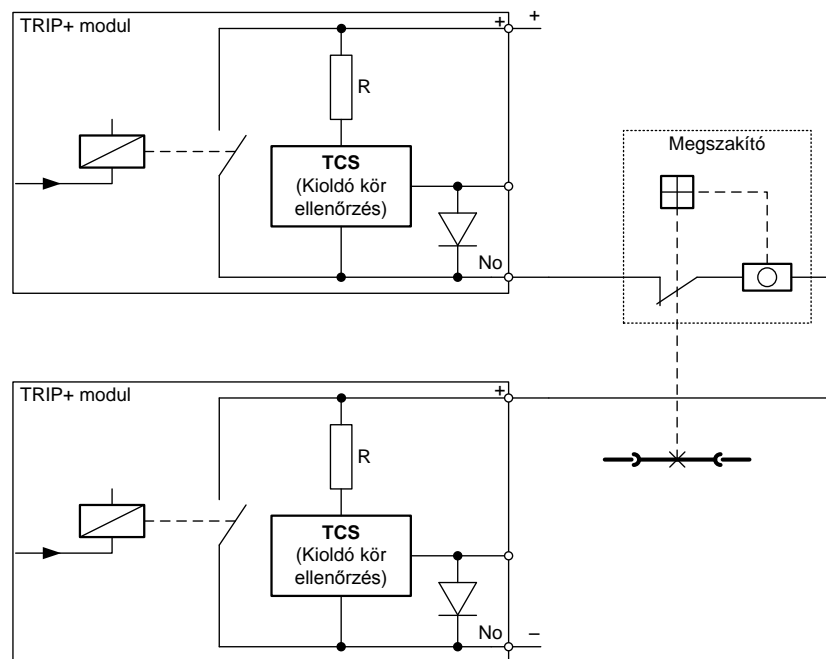 TRIP+ modul
+ +
R
TCS
(Kioldó kör
ellenőrzés)
No
Megszakító
TRIP+ modul
+
R
TCS
(Kioldó kör
ellenőrzés)
No –